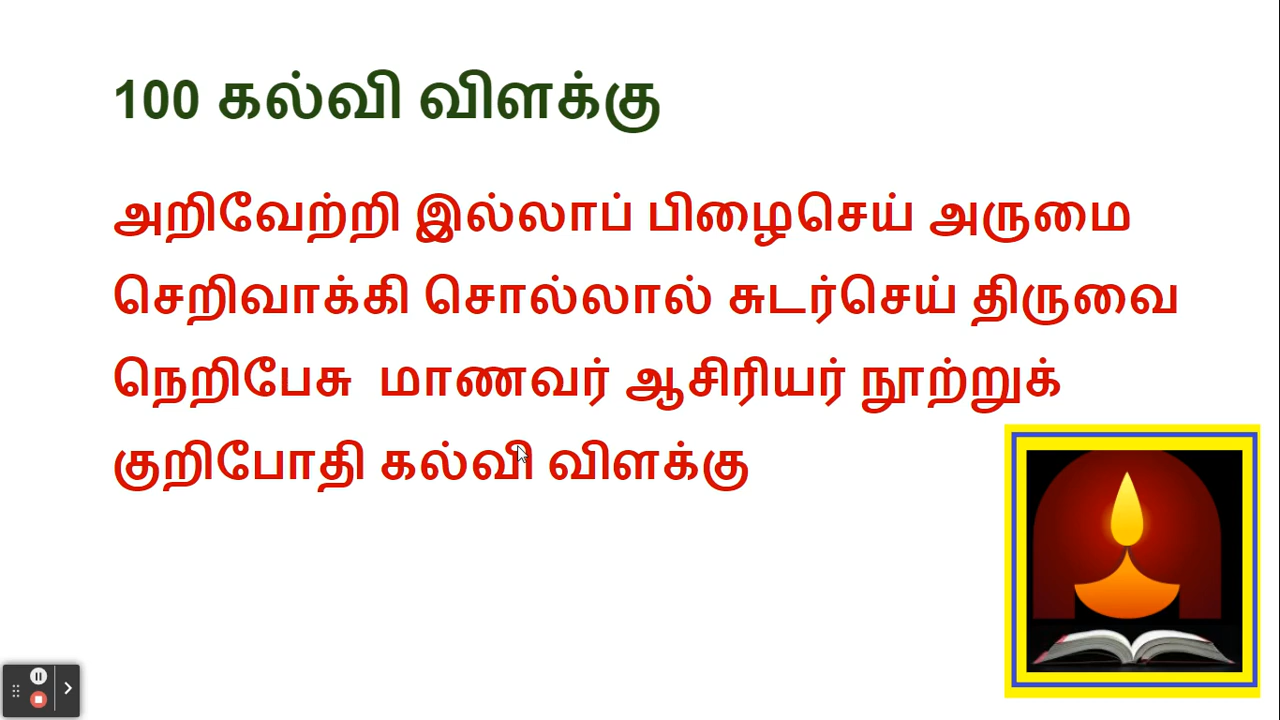 100 கல்வி விளக்கு
அறிவேற்றி இல்லாப் பிழைசெய் அருமை
செறிவாக்கி சொல்லால் சுடர்செய் திருவை
நெறிபேசு மாணவர் ஆசிரியர் நூற்றுக்
குறிபோதி கல்வி விளக்கு